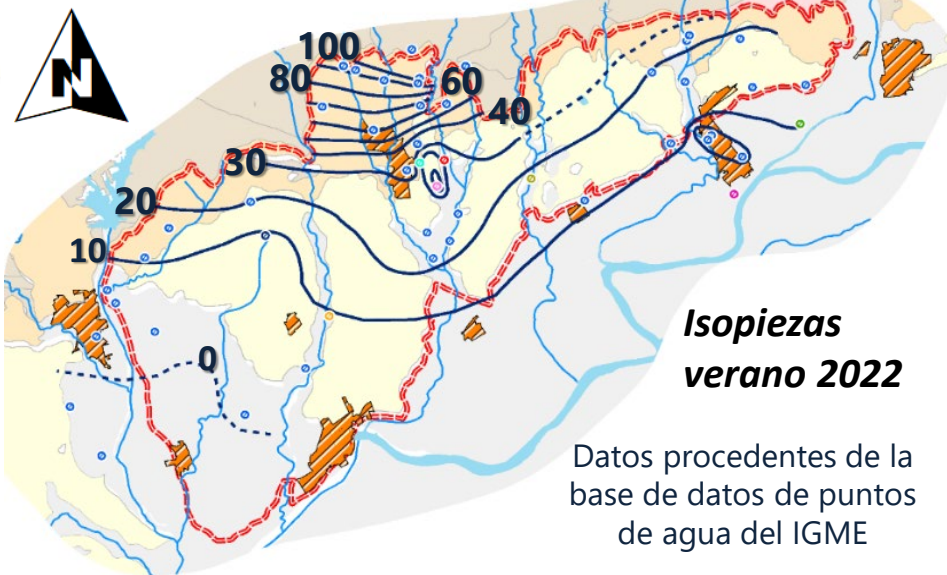 N
100
80
60
40
30
20
10
0
Isopiezas
verano 2022
Datos procedentes de la
base de datos de puntos
de agua del IGME